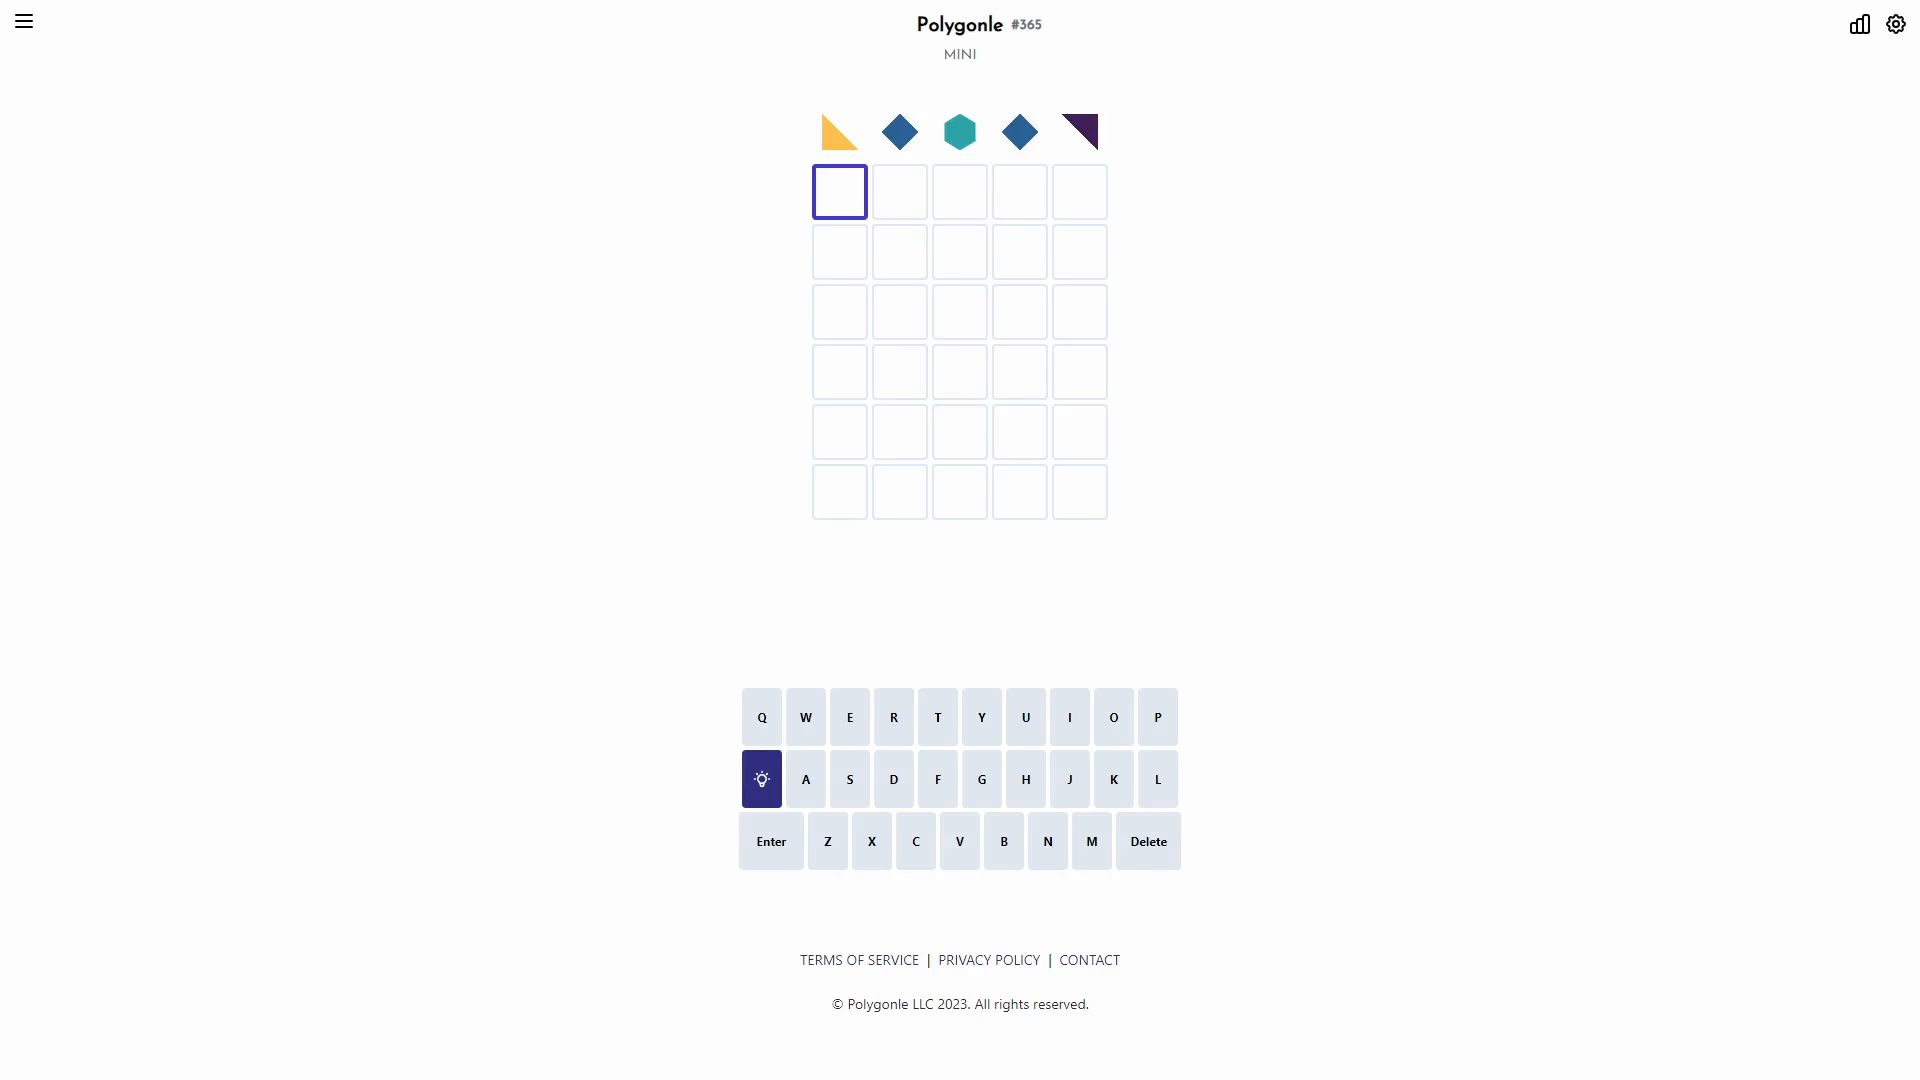 Polygonle #365
MINI
Q W E R T Y U I O P
A S D F G H J K L
Enter Z X C V B N M Delete
TERMS OF SERVICE | PRIVACY POLICY | CONTACT
© Polygonle LLC 2023. All rights reserved.